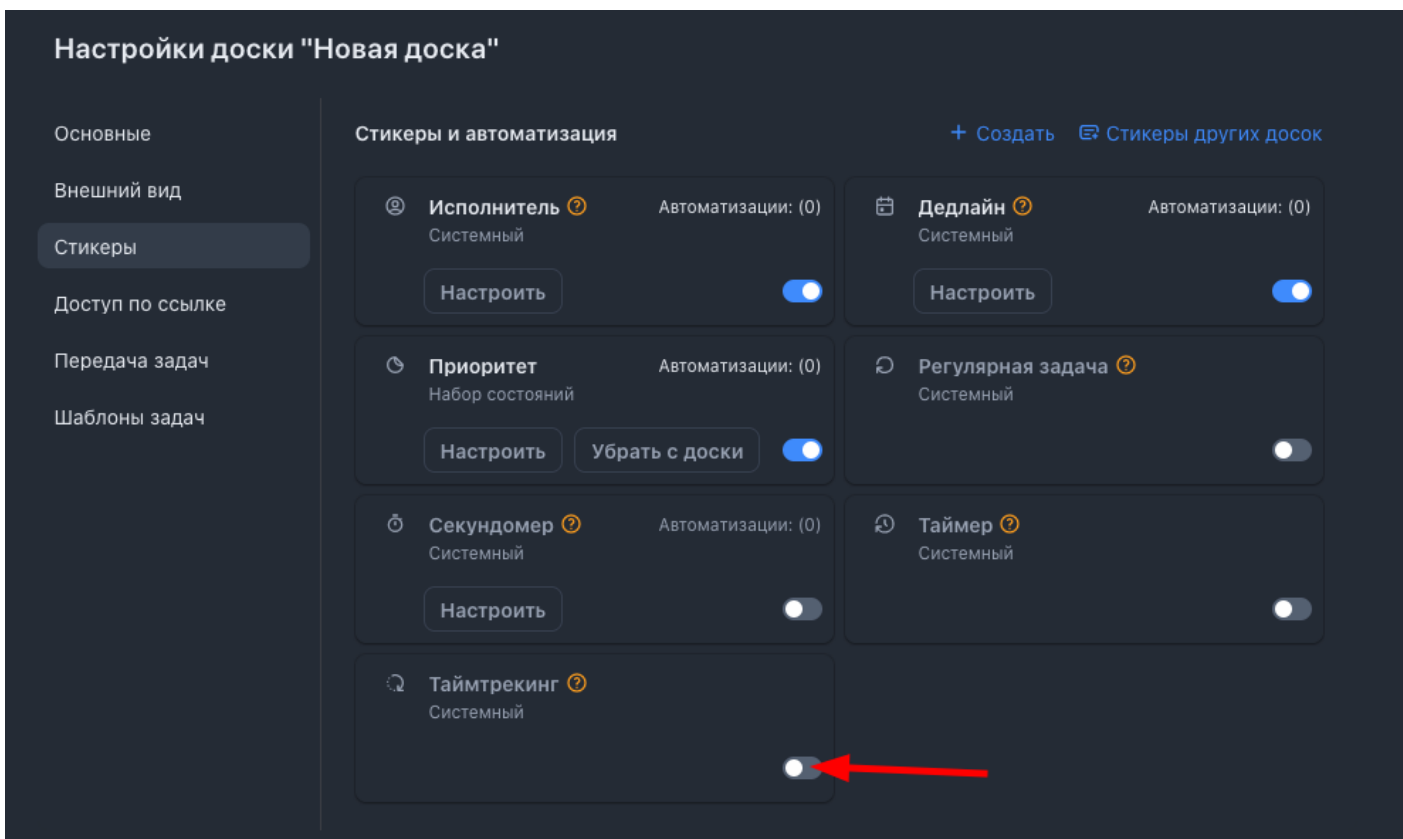 Настройки доски "Новая доска"
Основные
Внешний вид
Стикеры
Доступ по ссылке
Передача задач
Шаблоны задач
Стикеры и автоматизация
+ Создать
Стикеры других досок
Исполнитель ?
Автоматизации: (0)
Системный
Настроить
Дедлайн ?
Автоматизации: (0)
Системный
Настроить
Приоритет
Автоматизации: (0)
Набор состояний
Настроить
Убрать с доски
Регулярная задача ?
Системный
Секундомер ?
Автоматизации: (0)
Системный
Настроить
Таймер ?
Системный
Таймтрекинг ?
Системный